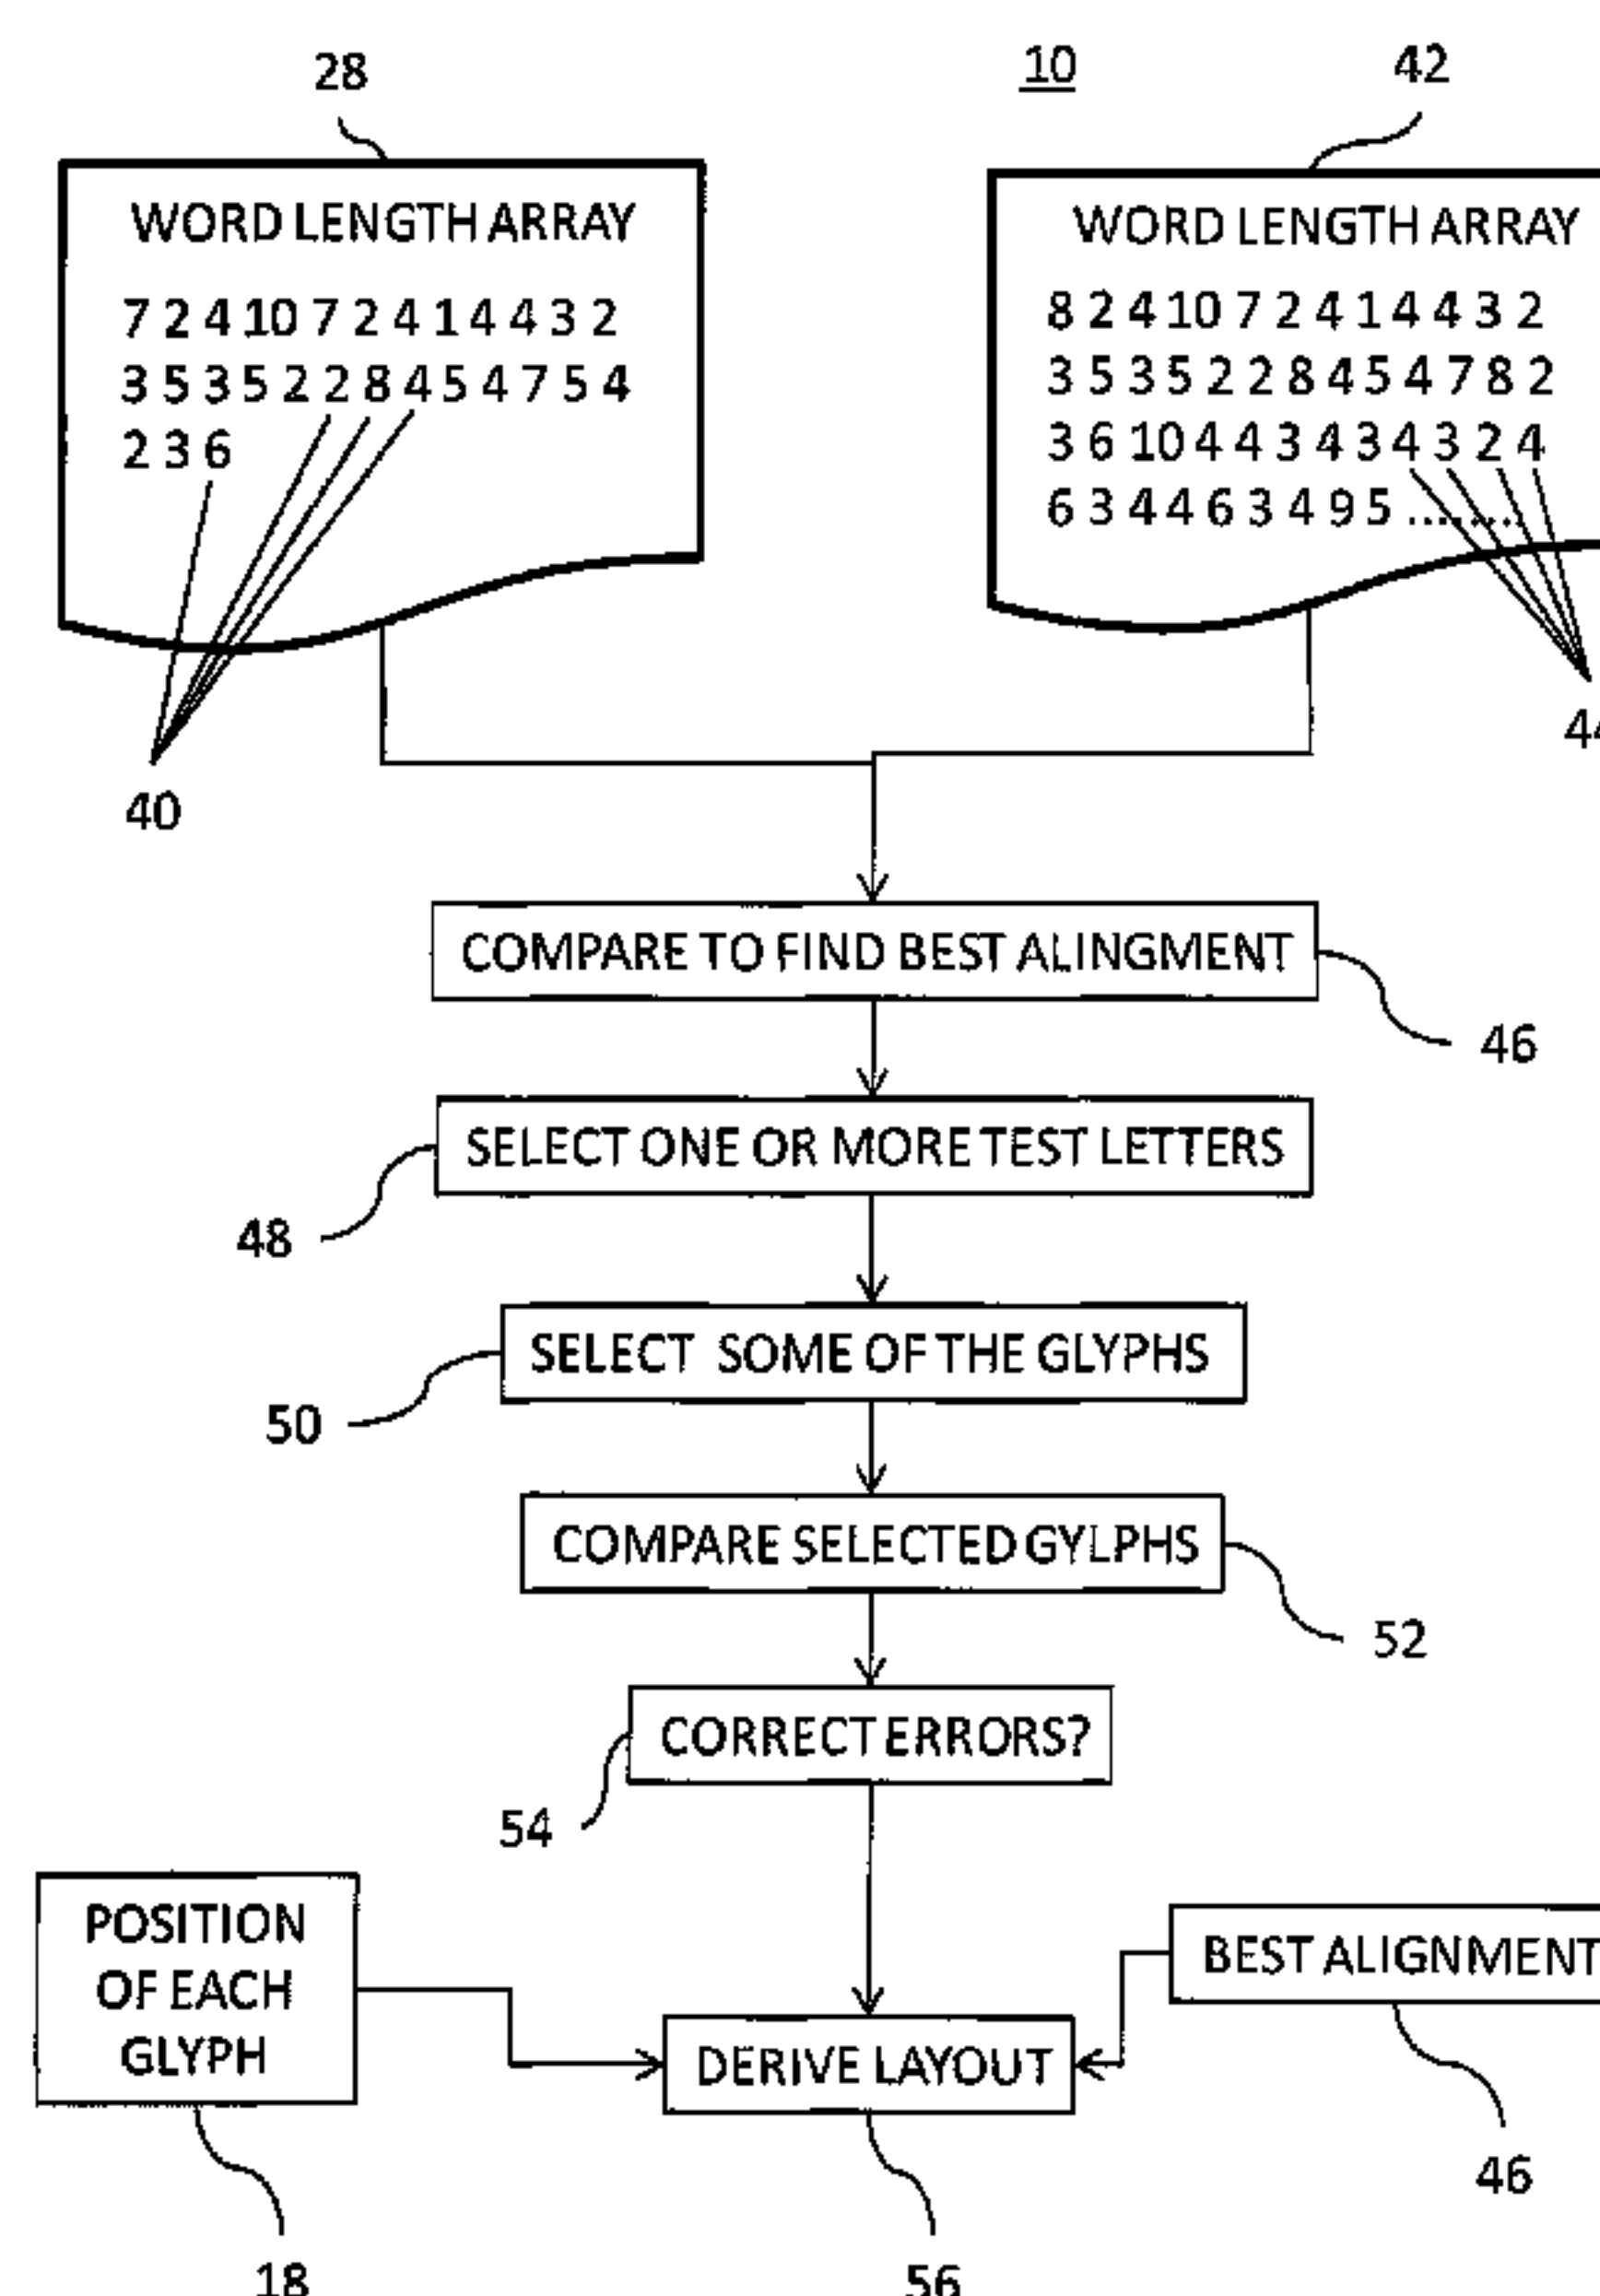 28
10
42
WORD LENGTH ARRAY
7 2 4 10 7 2 4 1 4 4 3 2
3 5 3 5 2 2 8 4 5 4 7 5 4
2 3 6
WORD LENGTH ARRAY
8 2 4 10 7 2 4 1 4 4 3 2
3 5 3 5 2 2 8 4 5 4 7 8 2
3 6 10 4 4 3 4 3 4 3 2 4
6 3 4 4 6 3 4 9 5 .........
40
COMPARE TO FIND BEST ALINGMENT
46
SELECT ONE OR MORE TEST LETTERS
48
SELECT SOME OF THE GLYPHS
50
COMPARE SELECTED GYLPHS
52
CORRECT ERRORS?
54
POSITION
OF EACH
GLYPH
BEST ALIGNMENT
DERIVE LAYOUT
46
18
56